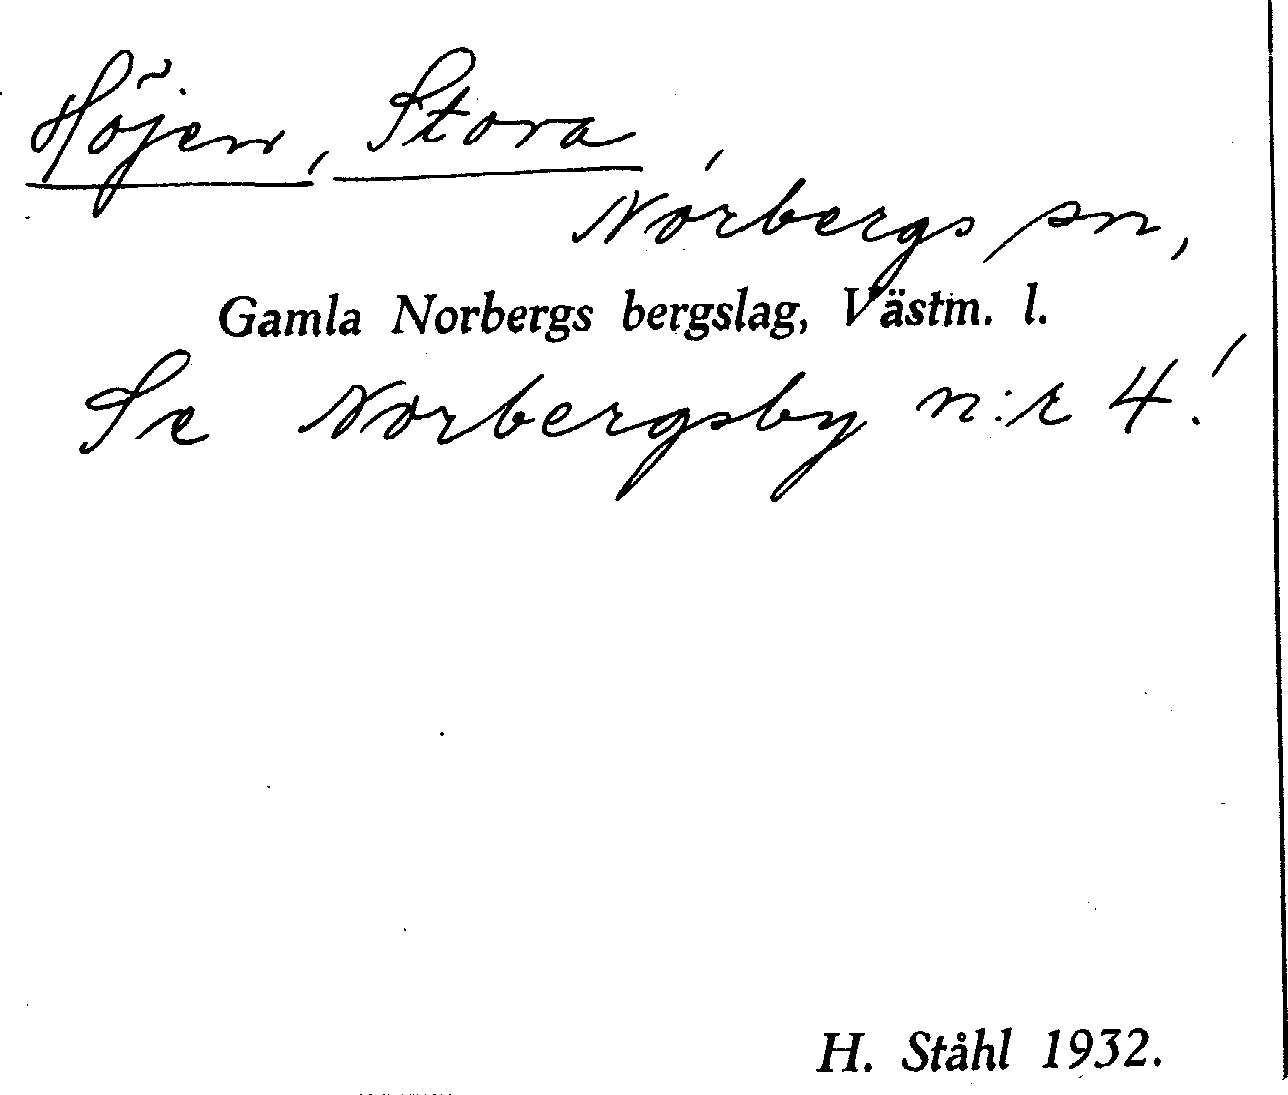 Höjen, Stora,
Norbergs sn,
Gamla Norbergs bergslag, Västm. l.
Se Norbergsby n:r 4!
H. Ståhl 1932.